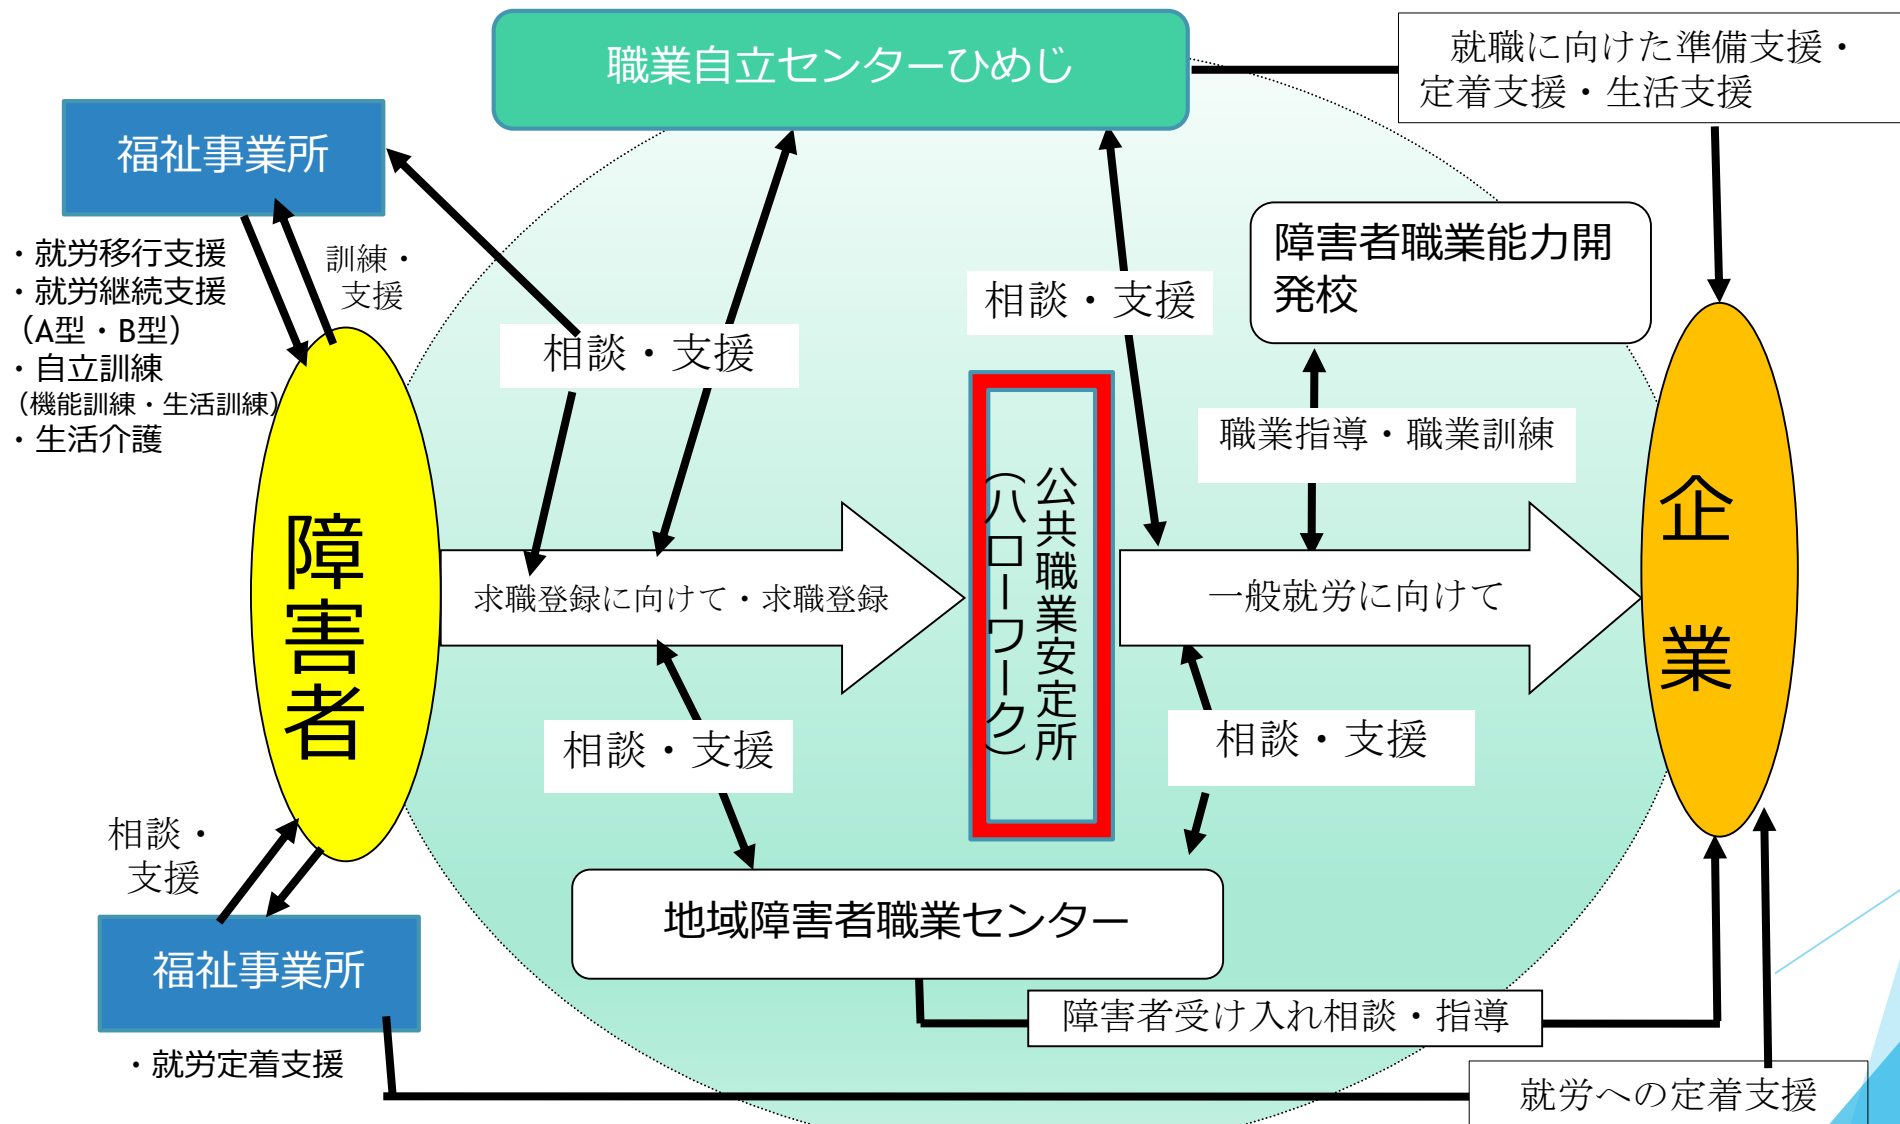 職業自立センターひめじ
就職に向けた準備支援・
定着支援・生活支援
福祉事業所
・就労移行支援
・就労継続支援
（A型・B型）
・自立訓練
（機能訓練・生活訓練）
・生活介護
訓練・
支援
相談・支援
相談・支援
障害者職業能力開
発校
職業指導・職業訓練
障害者
求職登録に向けて・求職登録
公共職業安定所
（ハローワーク）
一般就労に向けて
企
業
相談・支援
相談・支援
相談・
支援
地域障害者職業センター
福祉事業所
・就労定着支援
障害者受け入れ相談・指導
就労への定着支援